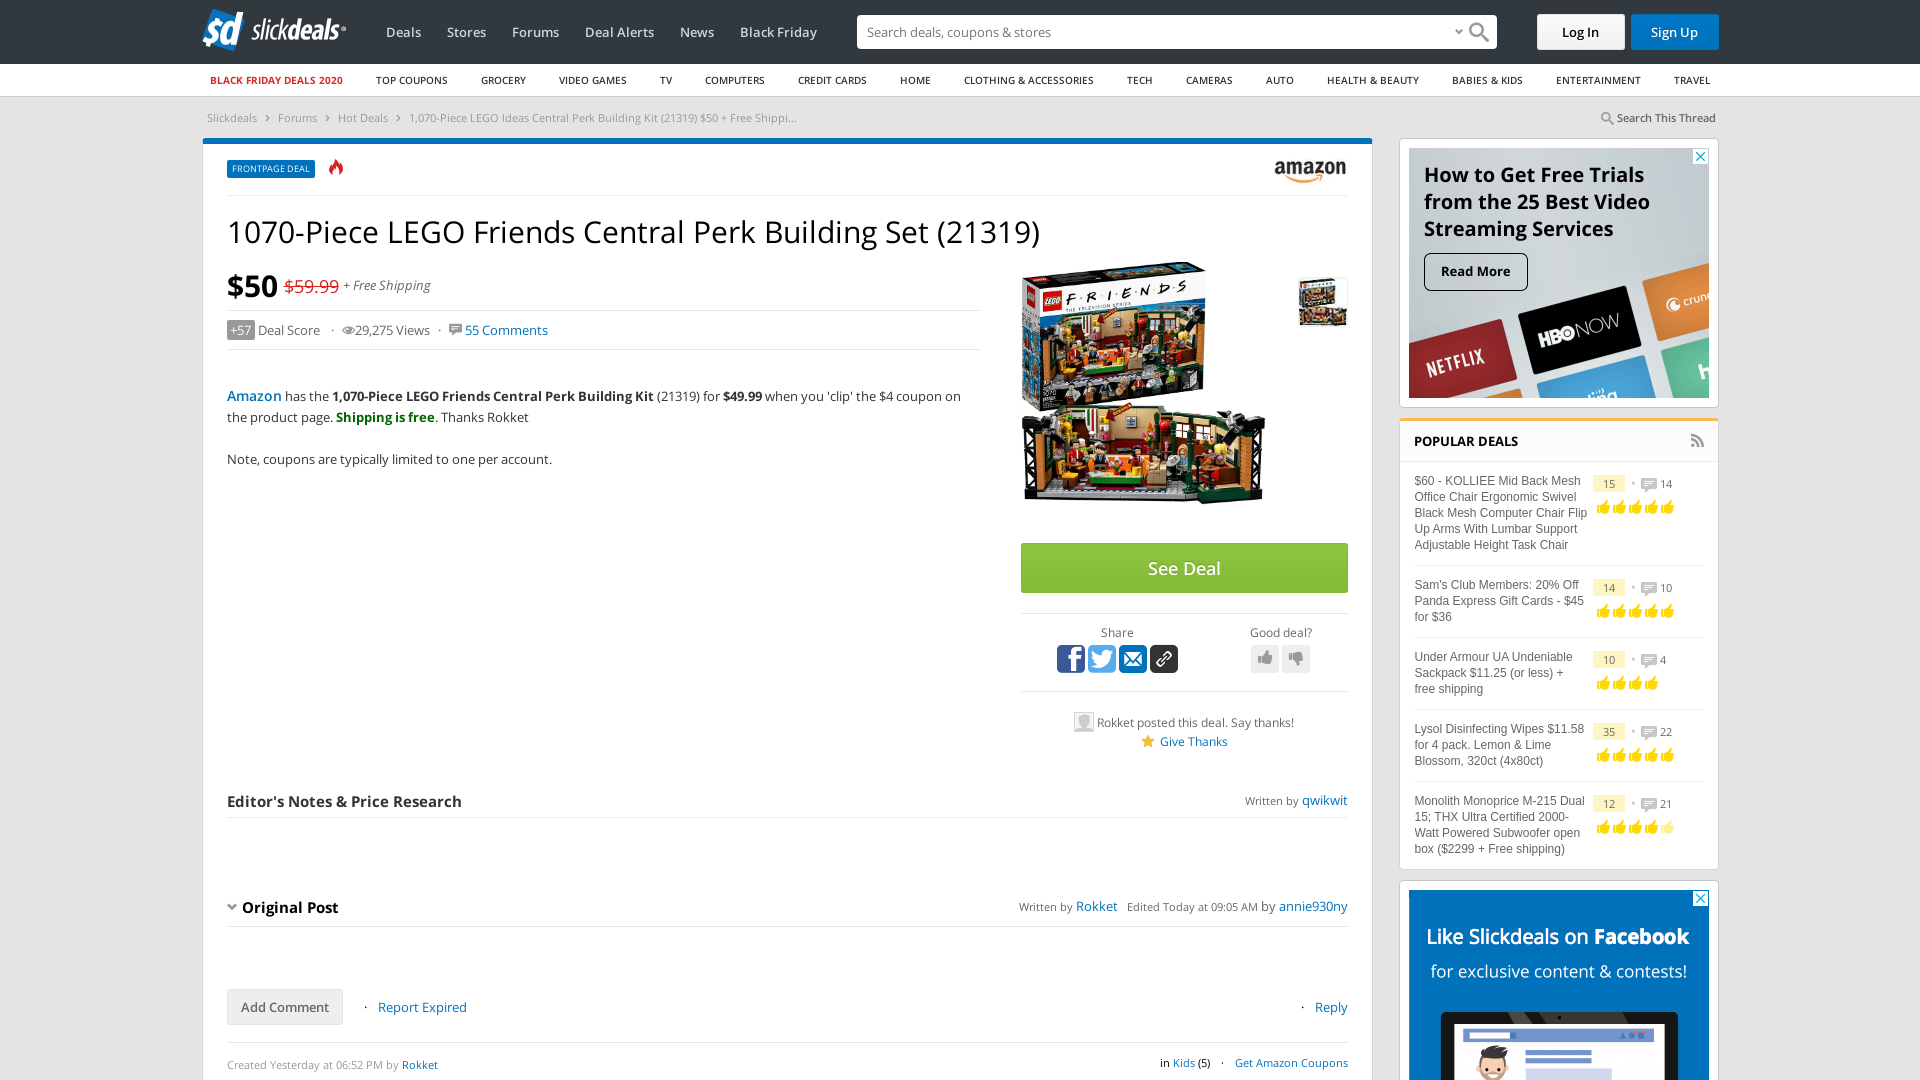 sd slickdeals
Deals Stores Forums Deal Alerts News Black Friday
Search deals, coupons & stores
Log In
Sign Up
BLACK FRIDAY DEALS 2020 TOP COUPONS GROCERY VIDEO GAMES TV COMPUTERS CREDIT CARDS HOME CLOTHING & ACCESSORIES TECH CAMERAS AUTO HEALTH & BEAUTY BABIES & KIDS ENTERTAINMENT TRAVEL
Slickdeals Forums Hot Deals 1,070-Piece LEGO Ideas Central Perk Building Kit (21319) $50 + Free Shippi...
Search This Thread
FRONTPAGE DEAL
amazon
1070-Piece LEGO Friends Central Perk Building Set (21319)
$50 $59.99 + Free Shipping
+57 Deal Score · 29,275 Views · 55 Comments
Amazon has the 1,070-Piece LEGO Friends Central Perk Building Kit (21319) for $49.99 when you 'clip' the $4 coupon on
the product page. Shipping is free. Thanks Rokket
Note, coupons are typically limited to one per account.
LEGO
F·R·I·E·N·D·S
THE TELEVISION SERIES
See Deal
Share
Good deal?
Rokket posted this deal. Say thanks!
Give Thanks
Editor's Notes & Price Research
Written by qwikwit
Original Post
Written by Rokket Edited Today at 09:05 AM by annie930ny
Add Comment · Report Expired
· Reply
Created Yesterday at 06:52 PM by Rokket
in Kids (5) · Get Amazon Coupons
How to Get Free Trials
from the 25 Best Video
Streaming Services
Read More
NETFLIX
HBO NOW
crunc
h
POPULAR DEALS
$60 - KOLLIEE Mid Back Mesh
Office Chair Ergonomic Swivel
Black Mesh Computer Chair Flip
Up Arms With Lumbar Support
Adjustable Height Task Chair
15 • 14
Sam's Club Members: 20% Off
Panda Express Gift Cards - $45
for $36
14 • 10
Under Armour UA Undeniable
Sackpack $11.25 (or less) +
free shipping
10 • 4
Lysol Disinfecting Wipes $11.58
for 4 pack. Lemon & Lime
Blossom, 320ct (4x80ct)
35 • 22
Monolith Monoprice M-215 Dual
15; THX Ultra Certified 2000-
Watt Powered Subwoofer open
box ($2299 + Free shipping)
12 • 21
Like Slickdeals on Facebook
for exclusive content & contests!